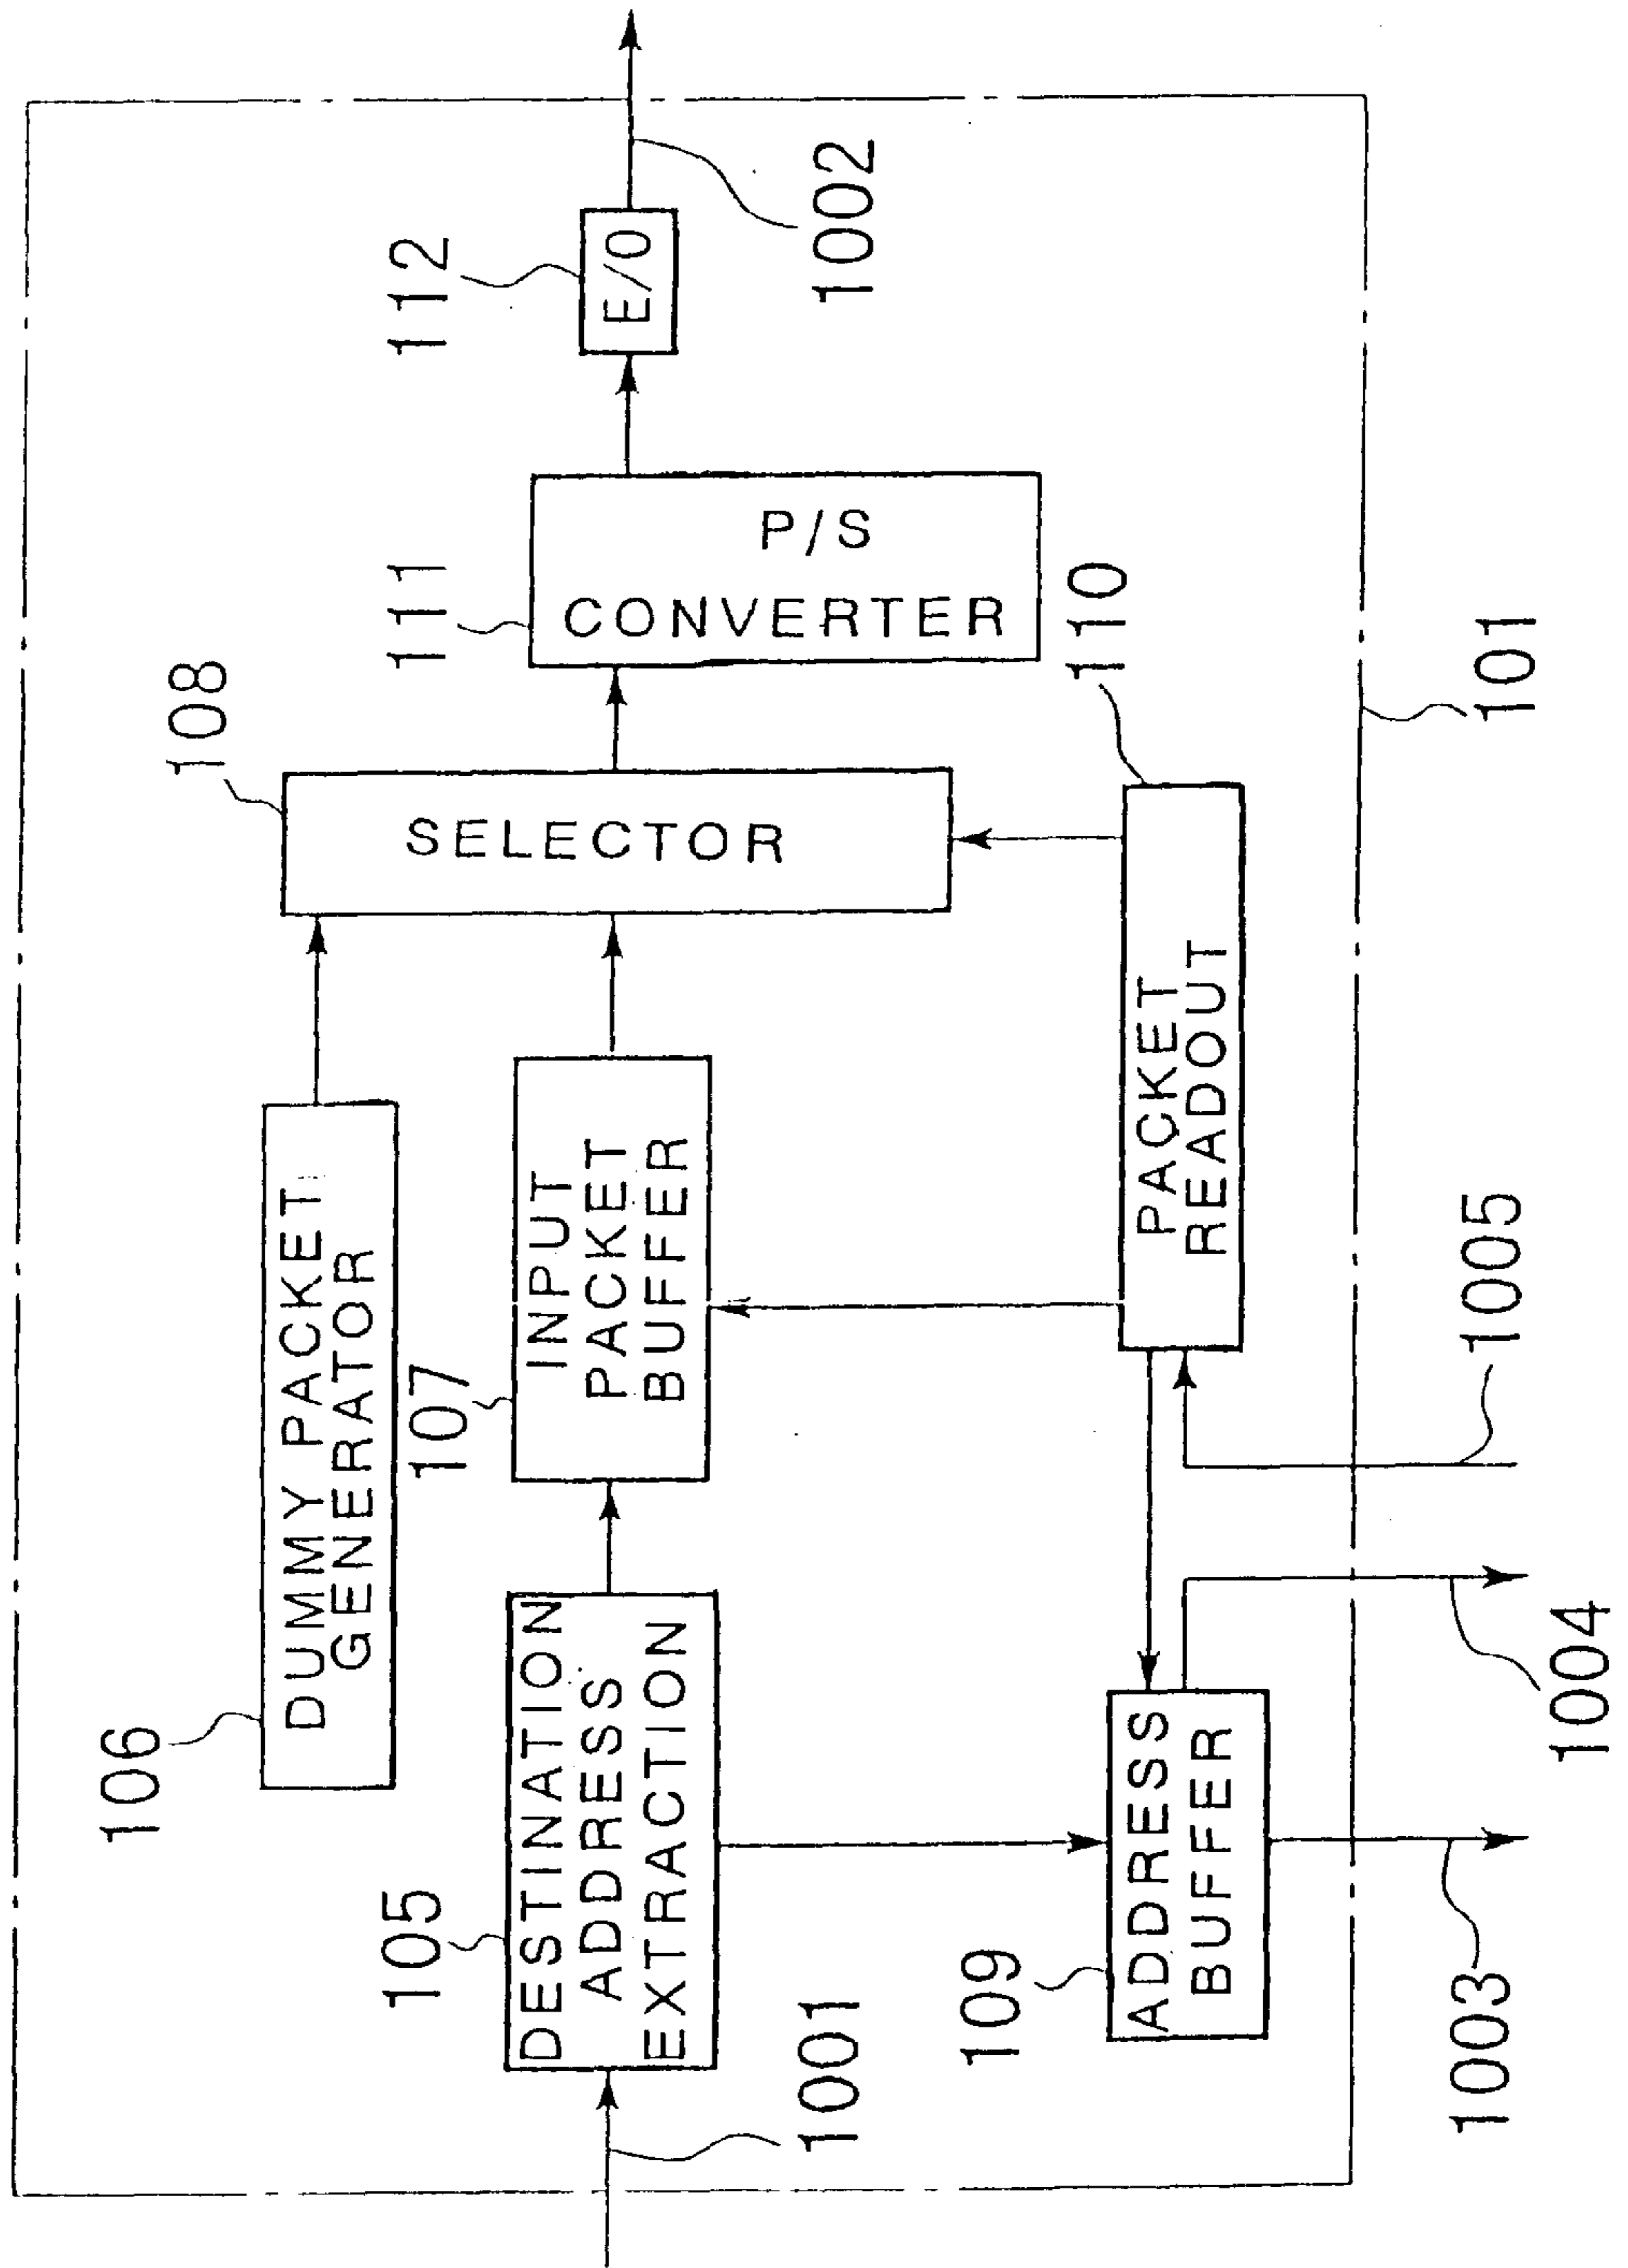 106
DUMMY PACKET
GENERATOR
108
SELECTOR
105
DESTINATION
ADDRESS
EXTRACTION
107
INPUT
PACKET
BUFFER
111
P/S
CONVERTER
112
E/O
1001
1002
109
ADDRESS
BUFFER
PACKET
READOUT
110
1003
1004
1005
101